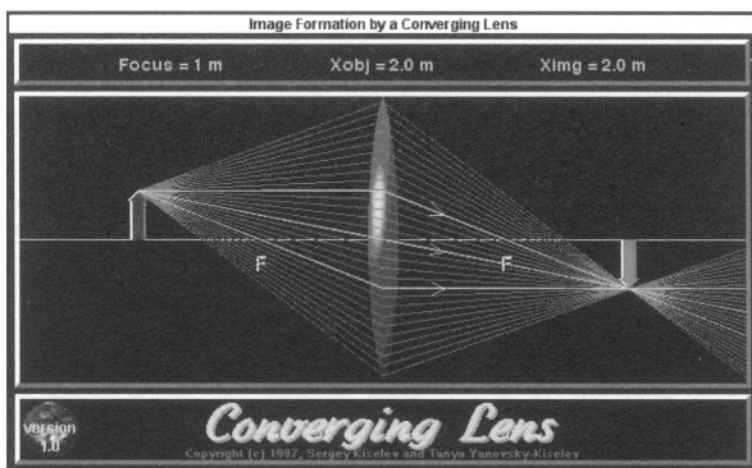 Image Formation by a Converging Lens
Focus = 1 m Xobj = 2.0 m Ximg = 2.0 m
F F
version
1.0
Converging Lens
Copyright (c) 1997, Sergey Kiselev and Tanya Yanovsky-Kiselev